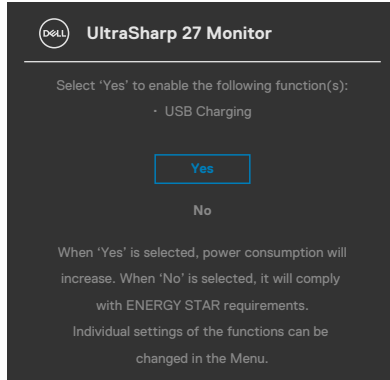 DELL UltraSharp 27 Monitor
Select ‘Yes’ to enable the following function(s):
· USB Charging
Yes
No
When ‘Yes’ is selected, power consumption will
increase. When ‘No’ is selected, it will comply
with ENERGY STAR requirements.
Individual settings of the functions can be
changed in the Menu.